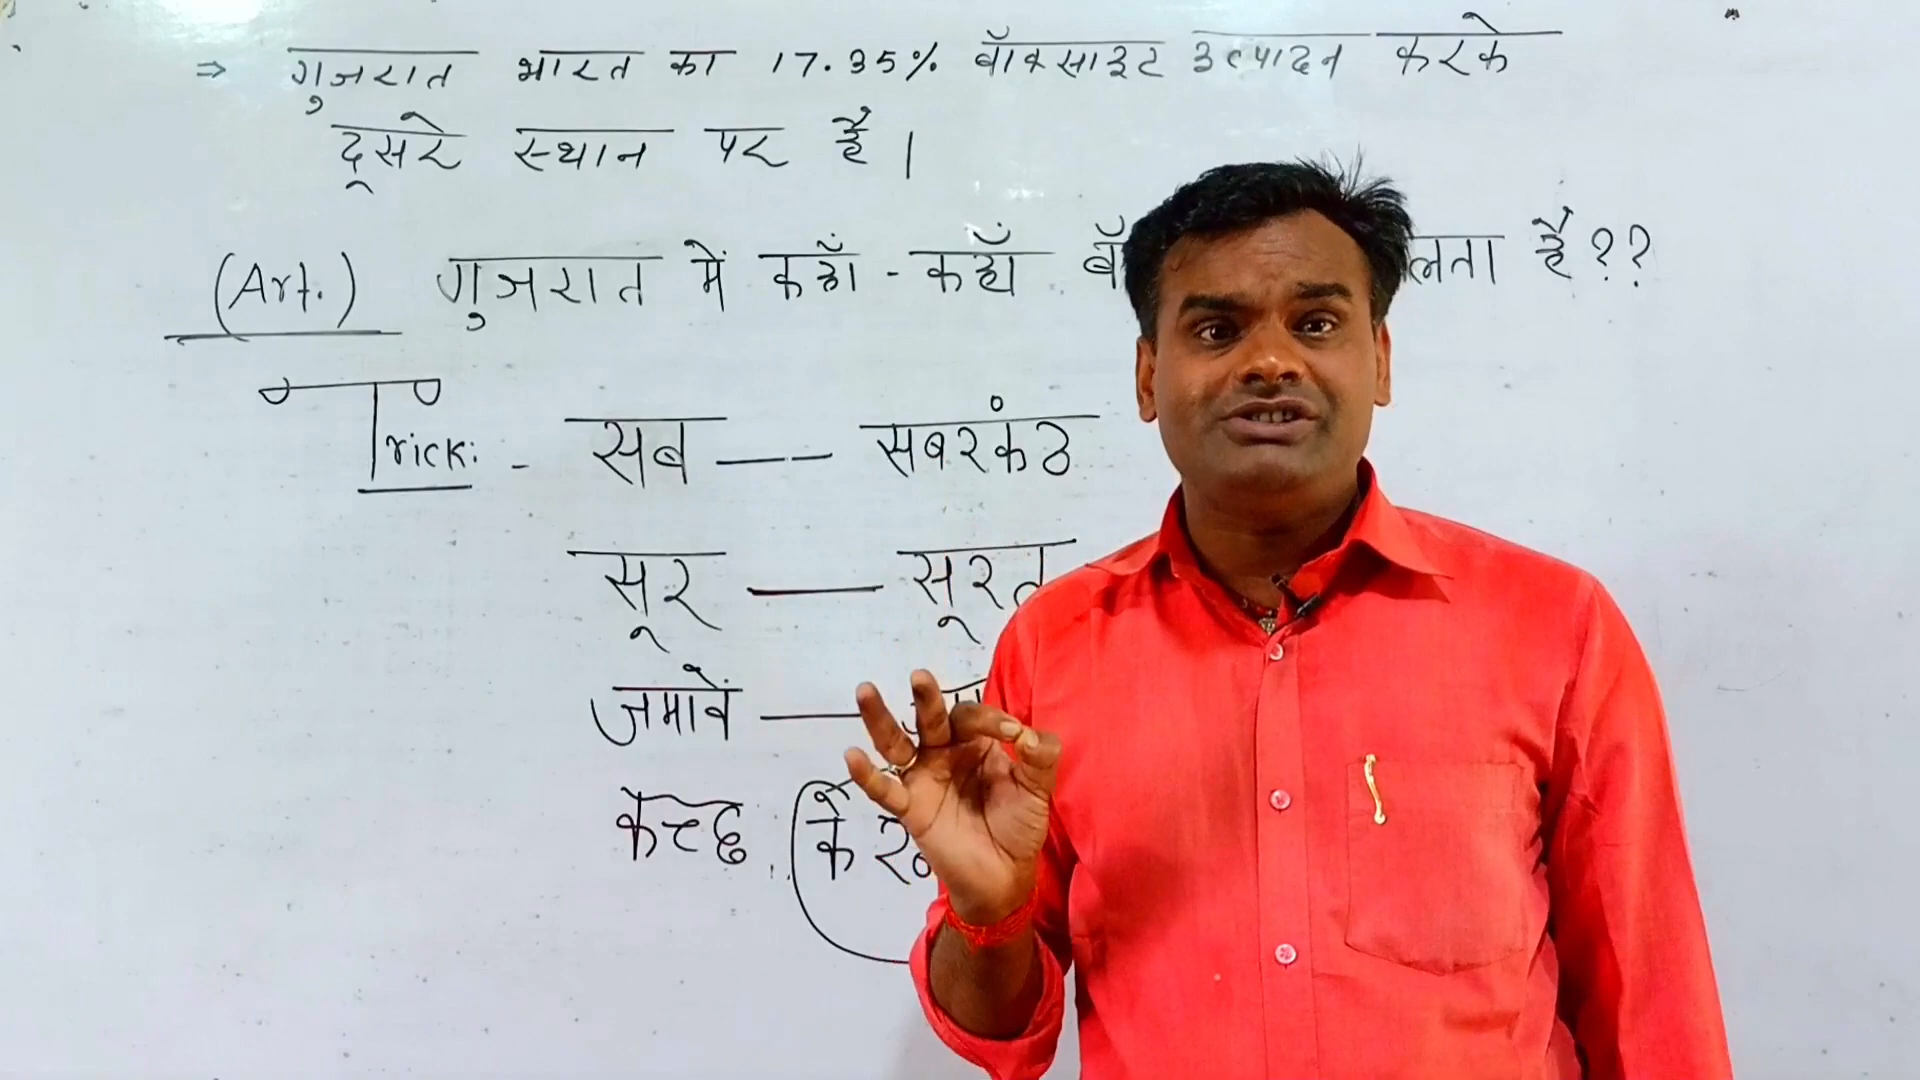 ⇒ गुजरात भारत का 17.35% बॉक्साइट उत्पादन करके
दूसरे स्थान पर है।
(Art.) गुजरात में कहाँ-कहाँ है??
Trick:- सब -- सबरकंठ
सूर — सूरत
जमावें —
कच्छ